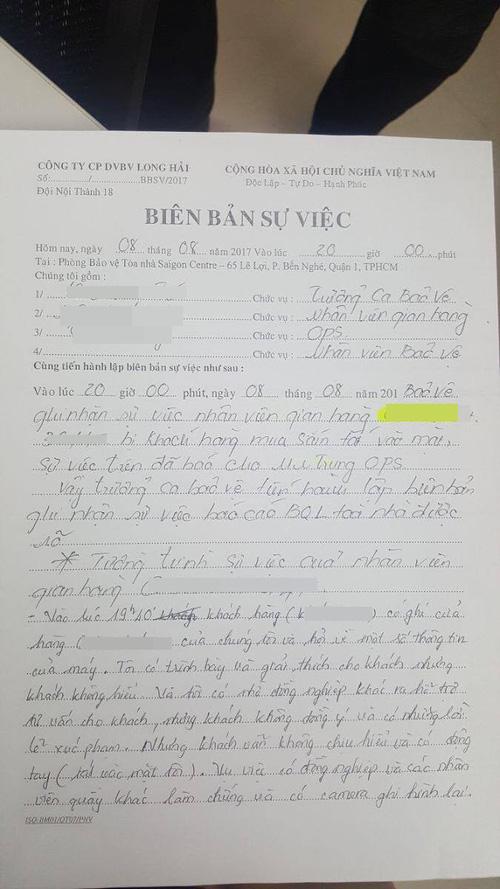 CÔNG TY CP DVBV LONG HẢI CỘNG HÒA XÃ HỘI CHỦ NGHĨA VIỆT NAM
Số:............/............BBSV/2017 Độc Lập – Tự Do – Hạnh Phúc
Đội Nội Thành 18
BIÊN BẢN SỰ VIỆC
Hôm nay, ngày 08 tháng 08 năm 2017 Vào lúc 20 giờ 00 phút
Tại : Phòng Bảo vệ Tòa nhà Saigon Centre – 65 Lê Lợi, P. Bến Nghé, Quận 1, TPHCM
Chúng tôi gồm :
1/ Chức vụ : Trưởng Ca Bảo Vệ
2/ Chức vụ : Nhân viên gian hàng
3/ Chức vụ : OPS
4/ Chức vụ : Nhân viên Bảo vệ
Cùng tiến hành lập biên bản sự việc như sau :
Vào lúc 20 giờ 00 phút, ngày 08 tháng 08 năm 201 Bảo vệ
ghi nhận sự việc nhân viên gian hàng
bị khách hàng mua sắm tát vào mặt,
sự việc trên đã báo cho Mr Trung OPS
Vậy trưởng ca bảo vệ tiến hành lập biên bản
ghi nhận sự việc báo cáo BQL toà nhà được
rõ
* Tường trình sự việc của nhân viên
gian hàng
- Vào lúc 19h40 khách hàng ( ) có ghé cửa
hàng ( của chúng tôi và hỏi về một số thông tin
của máy. Tôi có trình bày và giải thích cho khách nhưng
khách không hiểu. Và tôi có nhờ đồng nghiệp khác ra hỗ trợ
tư vấn cho khách, nhưng khách không đồng ý và có những lời
lẽ xúc phạm. Nhưng khách vẫn không chịu hiểu và có động
tay ( tát vào mặt tôi ). Vụ việc có đồng nghiệp và các nhân
viên quầy khác làm chứng và có camera ghi hình lại.
ISO-BM01/QT07/PNV